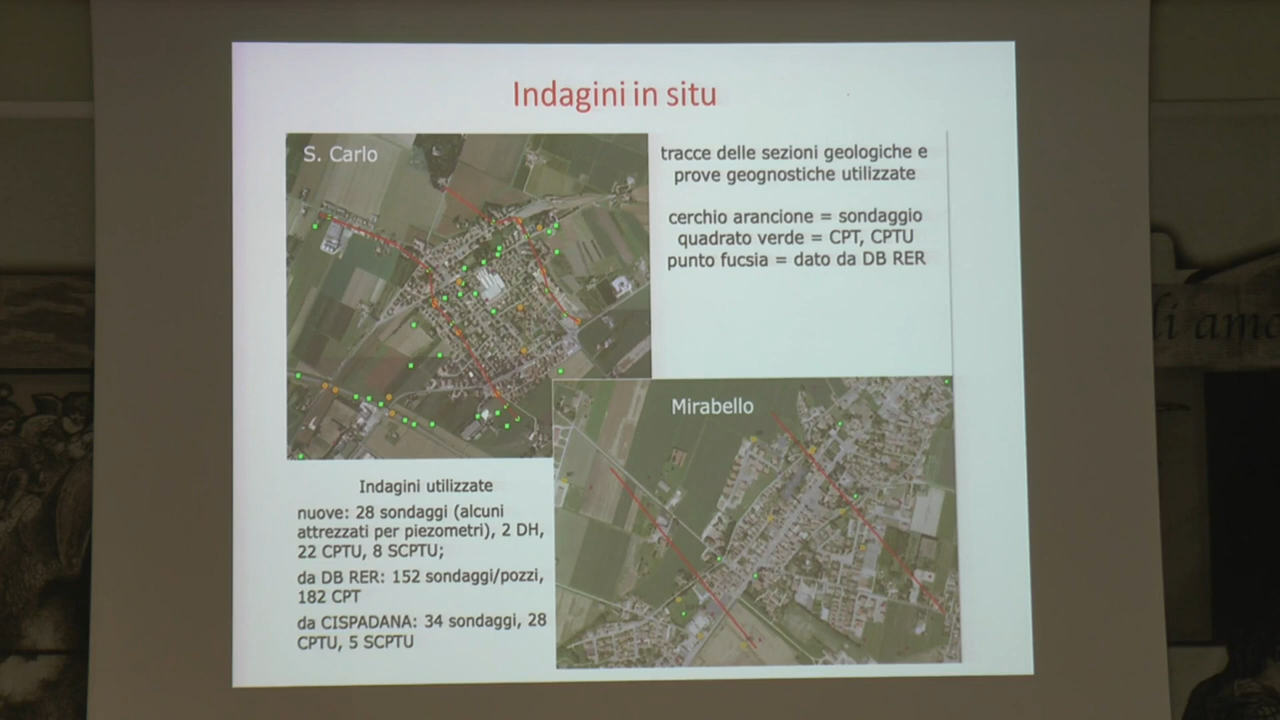 Indagini in situ
S. Carlo
tracce delle sezioni geologiche e
prove geognostiche utilizzate
cerchio arancione = sondaggio
quadrato verde = CPT, CPTU
punto fucsia = dato da DB RER
Mirabello
Indagini utilizzate
nuove: 28 sondaggi (alcuni
attrezzati per piezometri), 2 DH,
22 CPTU, 8 SCPTU;
da DB RER: 152 sondaggi/pozzi,
182 CPT
da CISPADANA: 34 sondaggi, 28
CPTU, 5 SCPTU